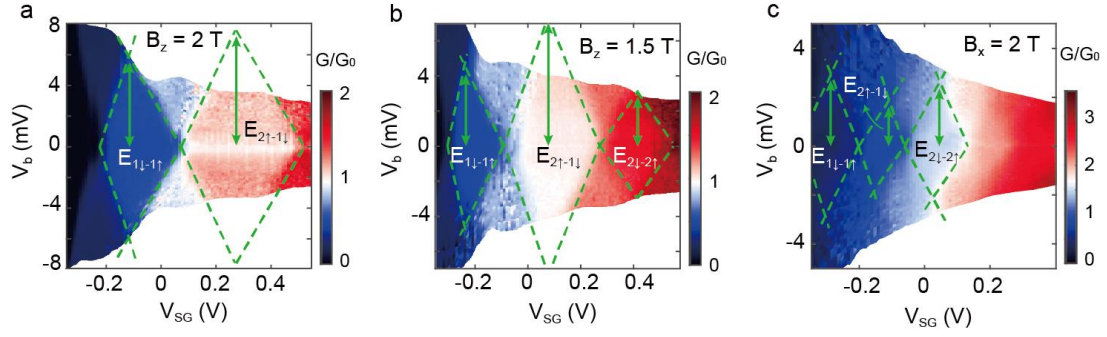 a
B_z = 2 T
G/G₀
8
4
0
-4
-8
V_b (mV)
E_1↓-1↑
E_2↑-1↓
2
1
0
-0.2
0
0.2
0.4
V_SG (V)
b
B_z = 1.5 T
G/G₀
4
0
-4
V_b (mV)
E_1↓-1↑
E_2↑-1↓
E_2↓-2↑
2
1
0
-0.2
0
0.2
0.4
V_SG (V)
c
B_x = 2 T
G/G₀
4
0
-4
V_b (mV)
E_2↑-1↓
E_1↓-1↑
E_2↓-2↑
3
2
1
0
-0.2
0
0.2
V_SG (V)